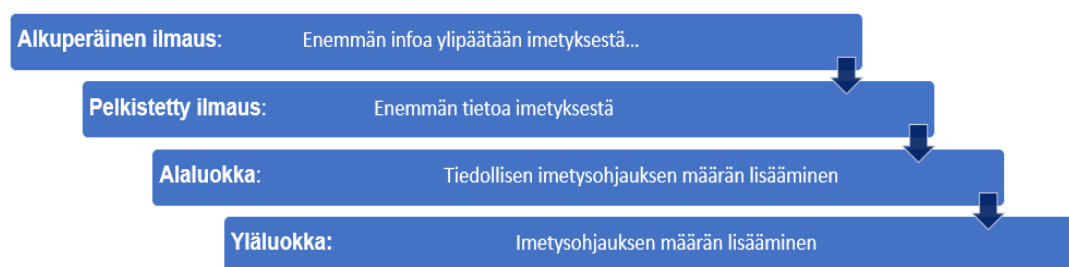 Alkuperäinen ilmaus: Enemmän infoa ylipäätään imetyksestä...
Pelkistetty ilmaus: Enemmän tietoa imetyksestä
Alaluokka: Tiedollisen imetysohjauksen määrän lisääminen
Yläluokka: Imetysohjauksen määrän lisääminen